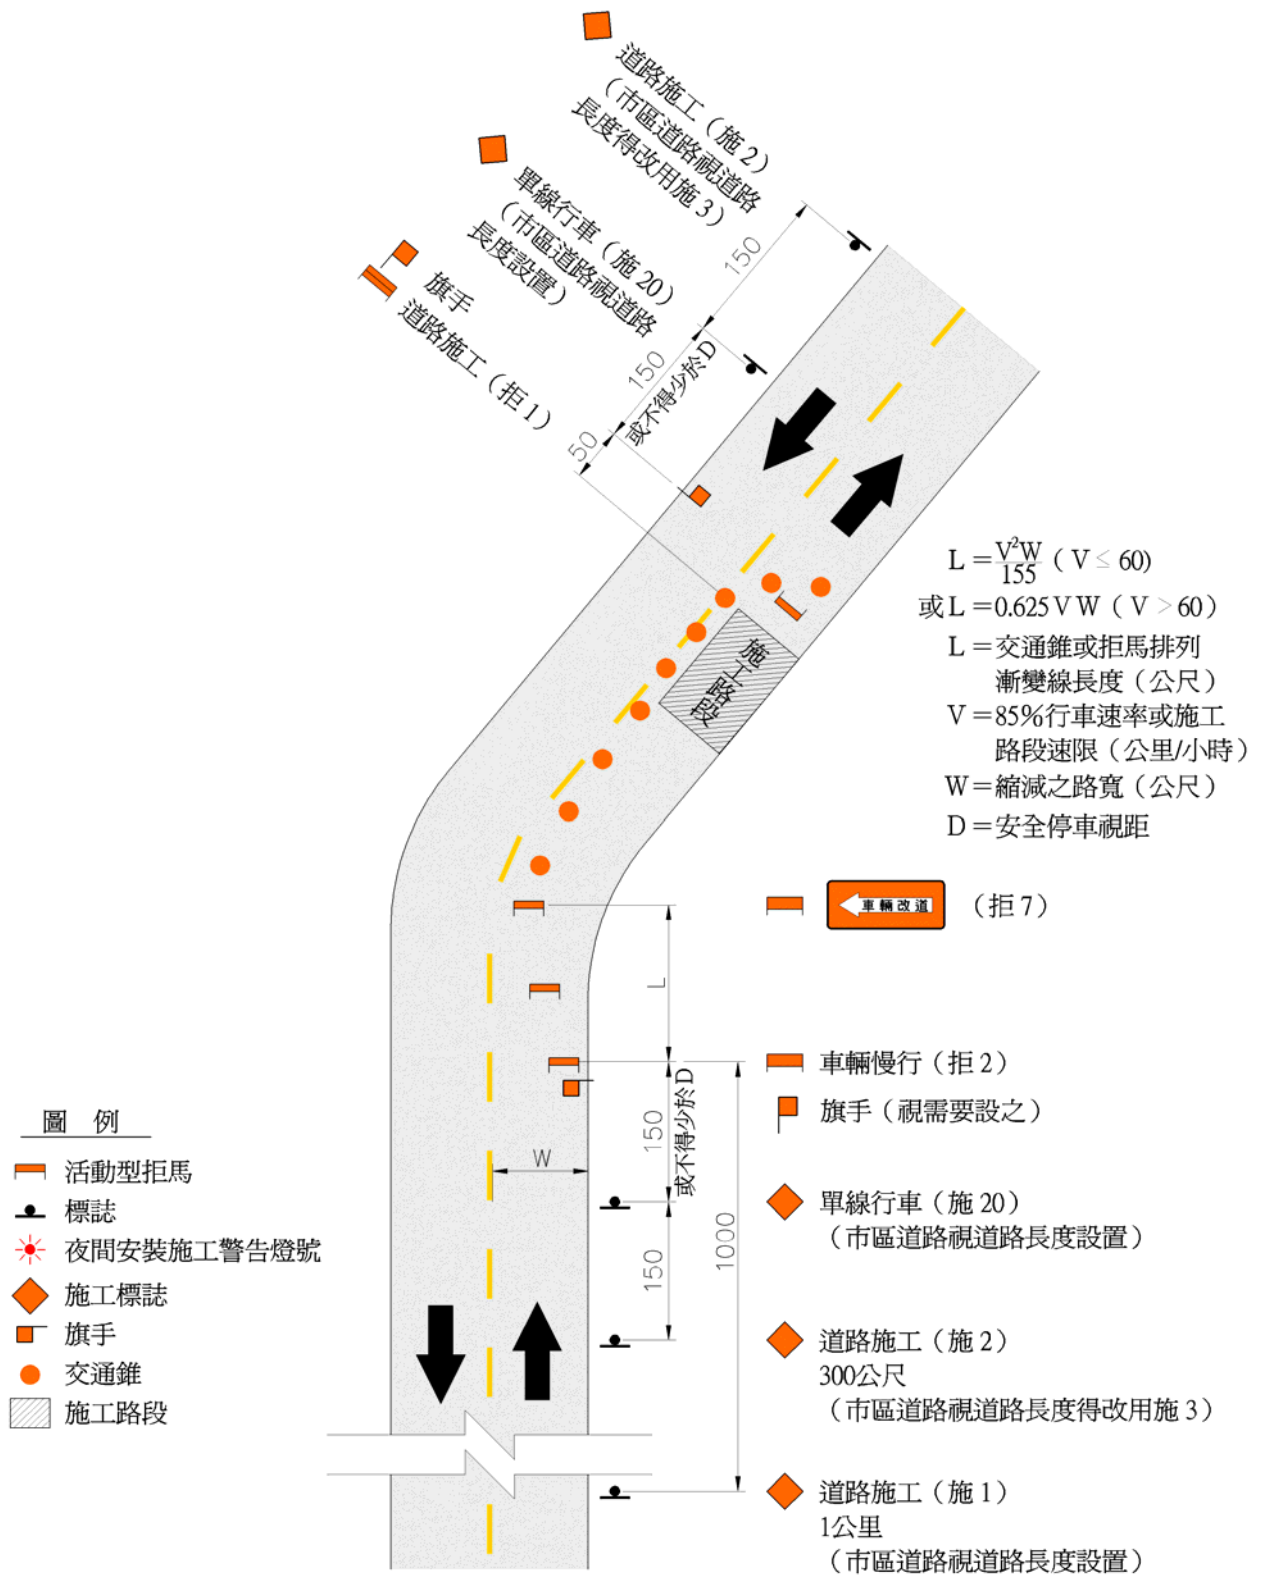 道路施工（施 2）
（市區道路視道路
長度得改用施 3）
單線行車（施 20）
（市區道路視道路
長度設置）
旗手
道路施工（拒 1）
150
150
或不得少於D
50
施工路段
L =V²W/155（V ≤ 60)
或 L =0.625 V W（V > 60）
L =交通錐或拒馬排列
漸變線長度（公尺）
V =85%行車速率或施工
路段速限（公里/小時）
W=縮減之路寬（公尺）
D =安全停車視距
車輛改道
（拒 7）
L
車輛慢行（拒 2）
旗手（視需要設之）
150
或不得少於D
W
單線行車（施 20）
（市區道路視道路長度設置）
150
1000
道路施工（施 2）
300公尺
（市區道路視道路長度得改用施 3）
道路施工（施 1）
1公里
（市區道路視道路長度設置）
圖 例
活動型拒馬
標誌
夜間安裝施工警告燈號
施工標誌
旗手
交通錐
施工路段